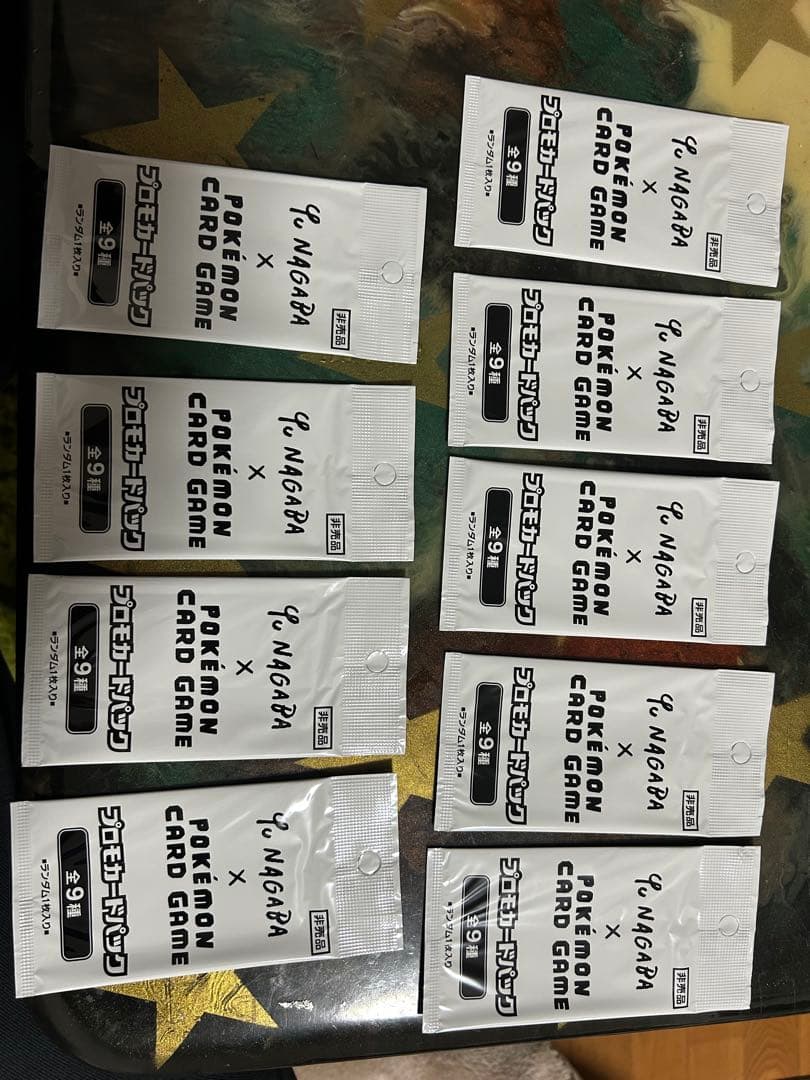 非売品
Yu NAGABA
×
POKÉMON
CARD GAME
プロモカードパック
全9種
■ランダム1枚入り■
非売品
Yu NAGABA
×
POKÉMON
CARD GAME
プロモカードパック
全9種
■ランダム1枚入り■
非売品
Yu NAGABA
×
POKÉMON
CARD GAME
プロモカードパック
全9種
■ランダム1枚入り■
非売品
Yu NAGABA
×
POKÉMON
CARD GAME
プロモカードパック
全9種
■ランダム1枚入り■
非売品
Yu NAGABA
×
POKÉMON
CARD GAME
プロモカードパック
全9種
■ランダム1枚入り■
非売品
Yu NAGABA
×
POKÉMON
CARD GAME
プロモカードパック
全9種
■ランダム1枚入り■
非売品
Yu NAGABA
×
POKÉMON
CARD GAME
プロモカードパック
全9種
■ランダム1枚入り■
非売品
Yu NAGABA
×
POKÉMON
CARD GAME
プロモカードパック
全9種
■ランダム1枚入り■
非売品
Yu NAGABA
×
POKÉMON
CARD GAME
プロモカードパック
全9種
■ランダム1枚入り■